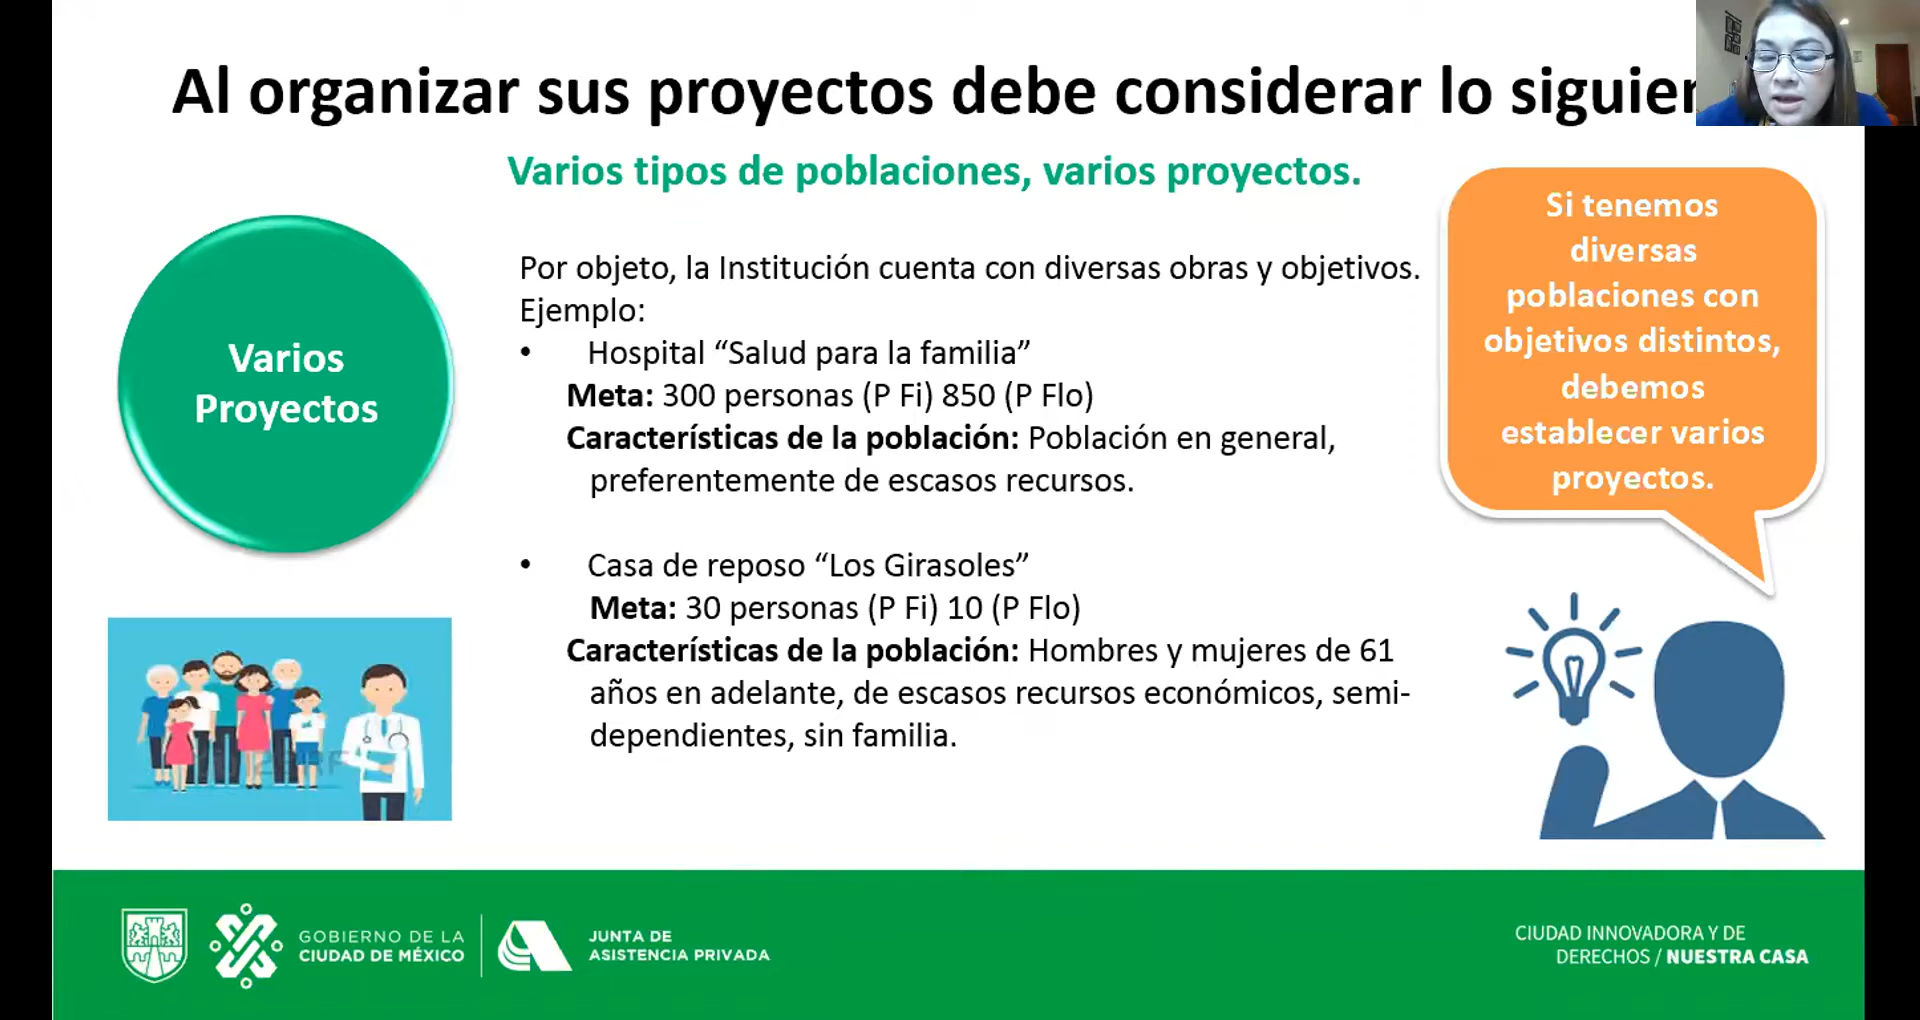 Al organizar sus proyectos debe considerar lo
Varios tipos de poblaciones, varios proyectos.
Varios
Proyectos
Por objeto, la Institución cuenta con diversas obras y objetivos.
Ejemplo:
• Hospital “Salud para la familia”
Meta: 300 personas (P Fi) 850 (P Flo)
Características de la población: Población en general,
preferentemente de escasos recursos.
• Casa de reposo “Los Girasoles”
Meta: 30 personas (P Fi) 10 (P Flo)
Características de la población: Hombres y mujeres de 61
años en adelante, de escasos recursos económicos, semi-
dependientes, sin familia.
Si tenemos
diversas
poblaciones con
objetivos distintos,
debemos
establecer varios
proyectos.
GOBIERNO DE LA
CIUDAD DE MÉXICO
JUNTA DE
ASISTENCIA PRIVADA
CIUDAD INNOVADORA Y DE
DERECHOS / NUESTRA CASA